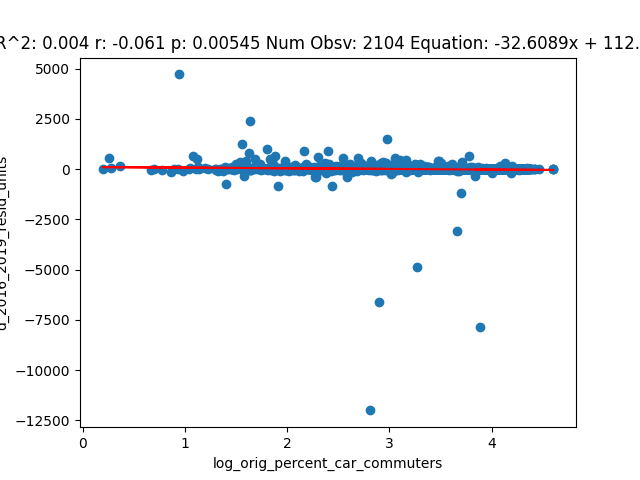 R^2: 0.004 r: -0.061 p: 0.00545 Num Obsv: 2104 Equation: -32.6089x + 112.
5000
2500
0
−2500
−5000
−7500
−10000
−12500
d_2016_2019_resid_units
0 1 2 3 4
log_orig_percent_car_commuters